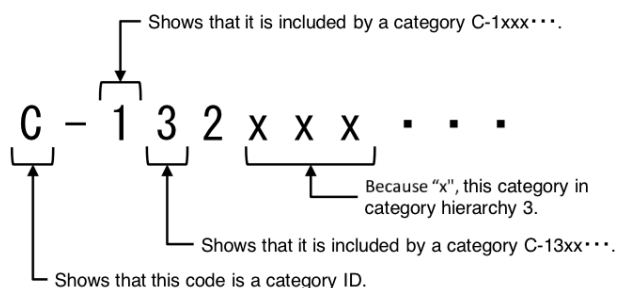 Shows that it is included by a category C-1xxx・・・.
C - 1 3 2 x x x ・ ・ ・
Because “x", this category in
category hierarchy 3.
Shows that it is included by a category C-13xx・・・.
Shows that this code is a category ID.